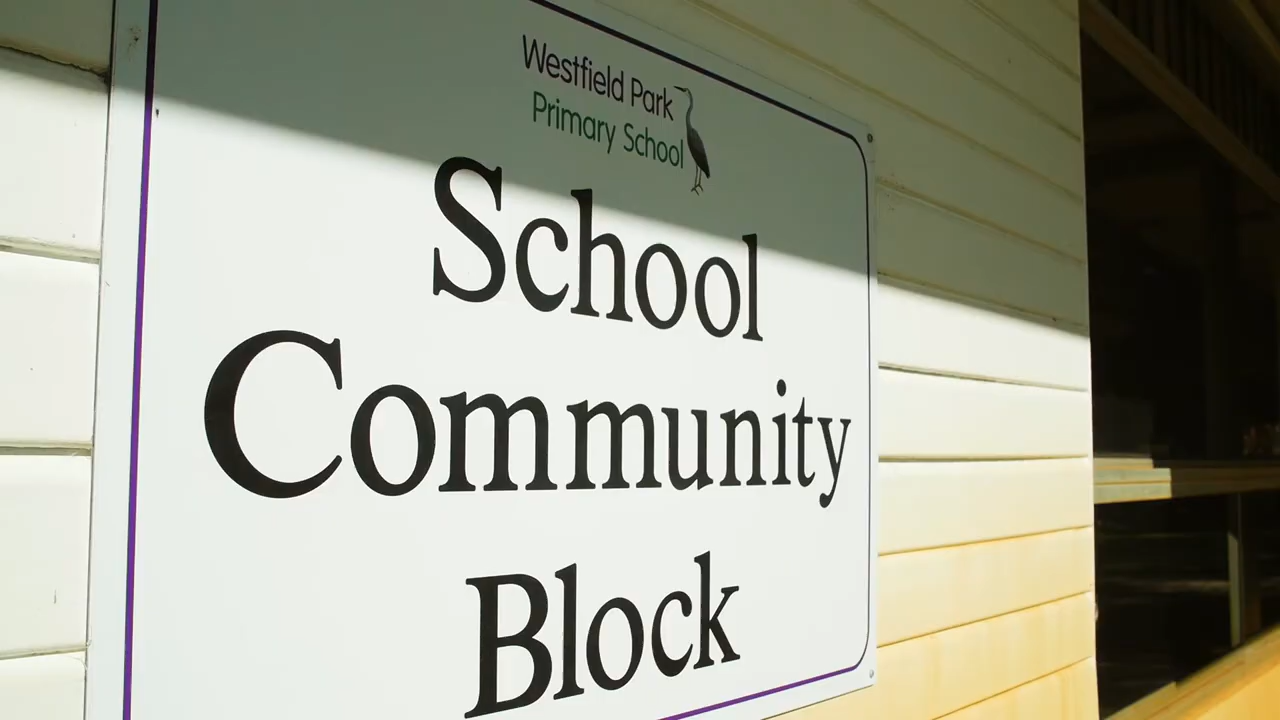 Westfield Park
Primary School
School
Community
Block